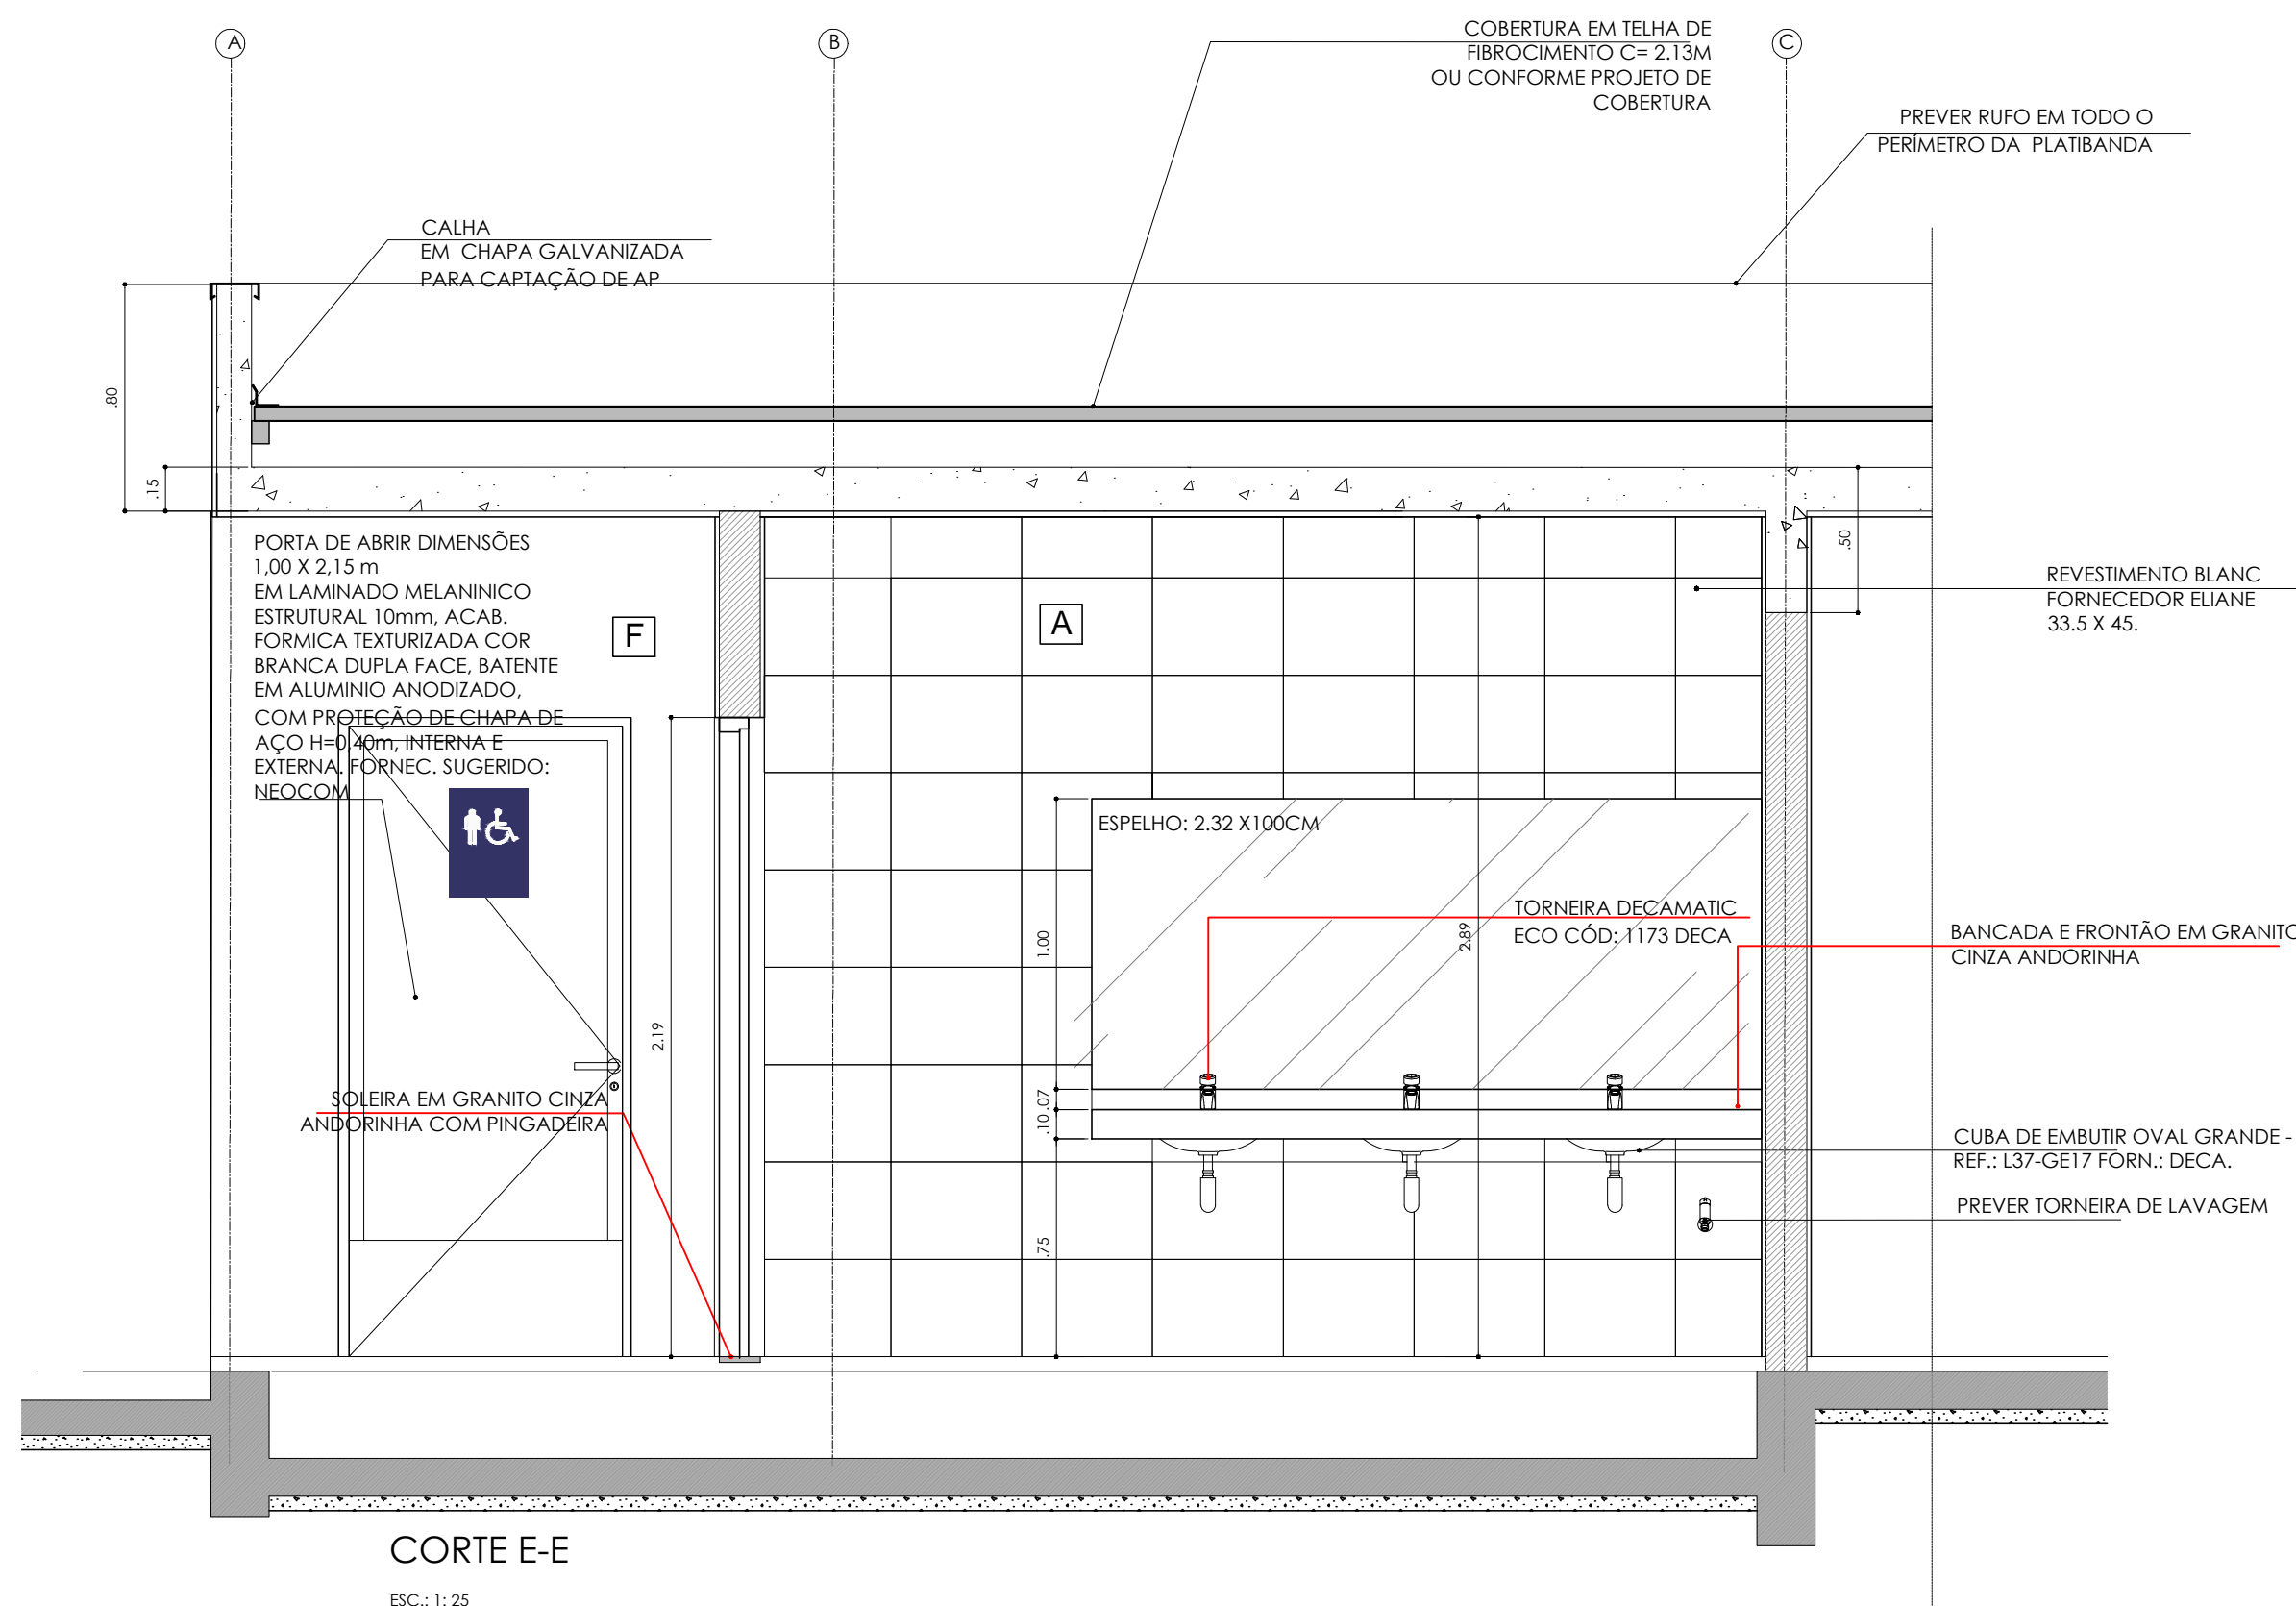 A
B
C
COBERTURA EM TELHA DE
FIBROCIMENTO C= 2.13M
OU CONFORME PROJETO DE
COBERTURA
PREVER RUFO EM TODO O
PERÍMETRO DA PLATIBANDA
CALHA
EM CHAPA GALVANIZADA
PARA CAPTAÇÃO DE AP
.80
.15
.50
PORTA DE ABRIR DIMENSÕES
1,00 X 2,15 m
EM LAMINADO MELANINICO
ESTRUTURAL 10mm, ACAB.
FORMICA TEXTURIZADA COR
BRANCA DUPLA FACE, BATENTE
EM ALUMINIO ANODIZADO,
COM PROTEÇÃO DE CHAPA DE
AÇO H=0,40m, INTERNA E
EXTERNA. FORNEC. SUGERIDO:
NEOCOM
F
A
REVESTIMENTO BLANC
FORNECEDOR ELIANE
33.5 X 45.
ESPELHO: 2.32 X100CM
TORNEIRA DECAMATIC
ECO CÓD: 1173 DECA
2.89
1.00
BANCADA E FRONTÃO EM GRANITO
CINZA ANDORINHA
2.19
SOLEIRA EM GRANITO CINZA
ANDORINHA COM PINGADEIRA
.07
.10
CUBA DE EMBUTIR OVAL GRANDE -
REF.: L37-GE17 FORN.: DECA.
PREVER TORNEIRA DE LAVAGEM
.75
CORTE E-E
ESC.: 1: 25